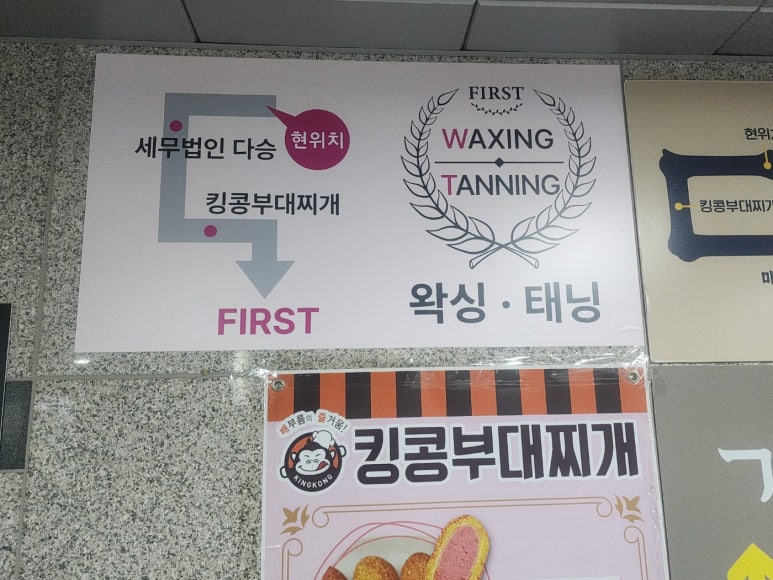 세무법인 다승
현위치
킹콩부대찌개
FIRST
FIRST
WAXING
TANNING
왁싱 · 태닝
현위치
킹콩부대찌개
배부름의 즐거움!
KINGKONG
킹콩부대찌개